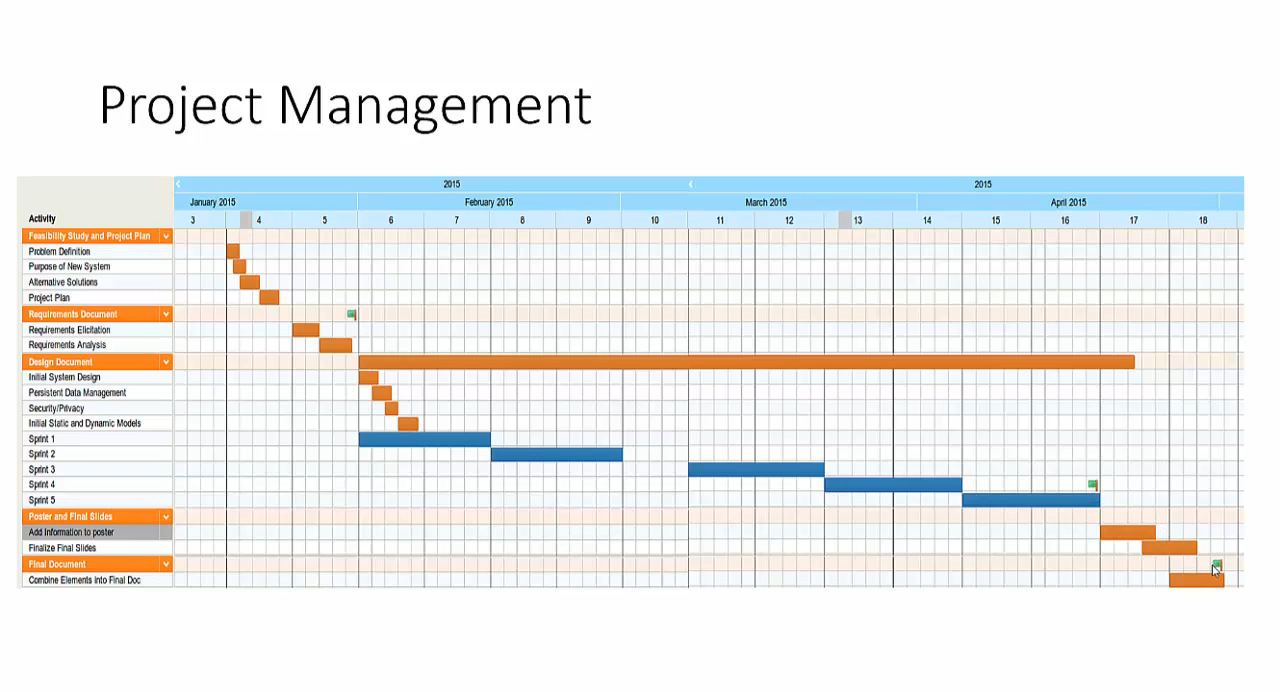 Project Management
2015 2015
January 2015 February 2015 March 2015 April 2015
Activity 3 4 5 6 7 8 9 10 11 12 13 14 15 16 17 18
Feasibility Study and Project Plan
Problem Definition
Purpose of New System
Alternative Solutions
Project Plan
Requirements Document
Requirements Elicitation
Requirements Analysis
Design Document
Initial System Design
Persistent Data Management
Security/Privacy
Initial Static and Dynamic Models
Sprint 1
Sprint 2
Sprint 3
Sprint 4
Sprint 5
Poster and Final Slides
Add Information to poster
Finalize Final Slides
Final Document
Combine Elements into Final Doc